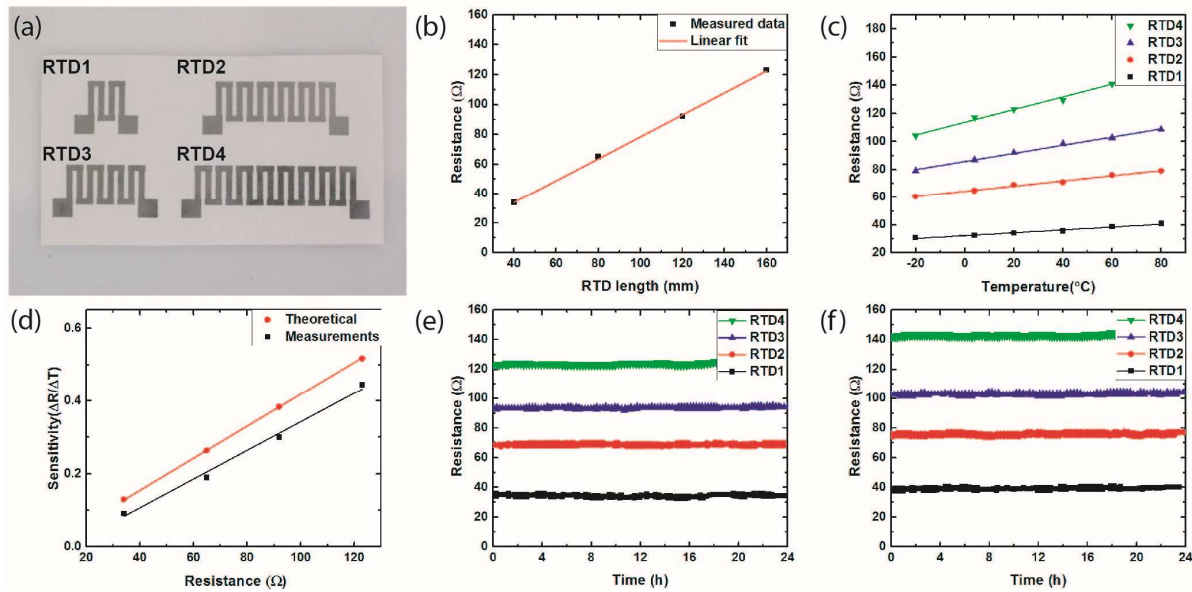 (a)
RTD1
RTD2
RTD3
RTD4
(b)
Resistance (Ω)
160
140
120
100
80
60
40
20
0
Measured data
Linear fit
40
60
80
100
120
140
160
RTD length (mm)
(c)
Resistance (Ω)
180
160
140
120
100
80
60
40
20
RTD4
RTD3
RTD2
RTD1
-20
0
20
40
60
80
Temperature(°C)
(d)
Sensitivity(ΔR/ΔT)
0.6
0.4
0.2
0.0
Theoretical
Measurements
20
40
60
80
100
120
Resistance (Ω)
(e)
Resistance (Ω)
160
140
120
100
80
60
40
20
0
RTD4
RTD3
RTD2
RTD1
0
4
8
12
16
20
24
Time (h)
(f)
Resistance (Ω)
160
140
120
100
80
60
40
20
0
RTD4
RTD3
RTD2
RTD1
0
4
8
12
16
20
24
Time (h)